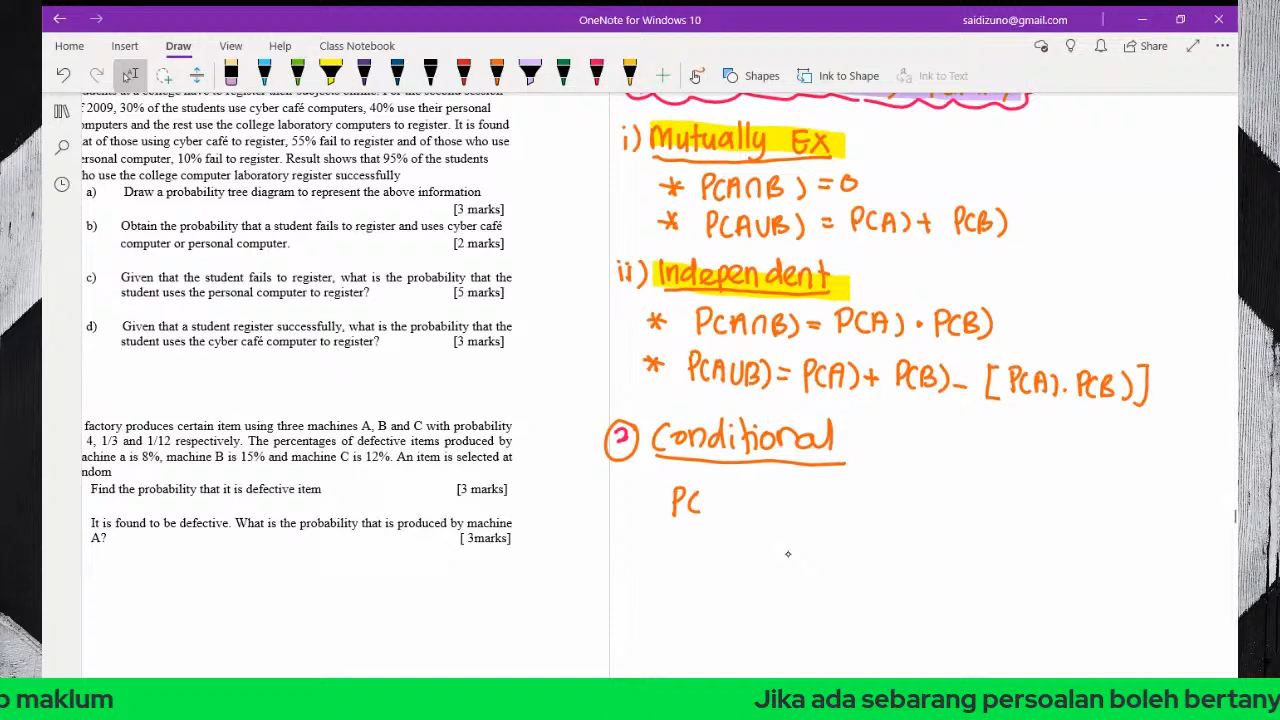 OneNote for Windows 10
saidizuno@gmail.com
Home Insert Draw View Help Class Notebook
Share
Shapes Ink to Shape Ink to Text
2009, 30% of the students use cyber café computers, 40% use their personal
omputers and the rest use the college laboratory computers to register. It is found
at of those using cyber café to register, 55% fail to register and of those who use
ersonal computer, 10% fail to register. Result shows that 95% of the students
ho use the college computer laboratory register successfully
a) Draw a probability tree diagram to represent the above information
[3 marks]
b) Obtain the probability that a student fails to register and uses cyber café
computer or personal computer. [2 marks]
c) Given that the student fails to register, what is the probability that the
student uses the personal computer to register? [5 marks]
d) Given that a student register successfully, what is the probability that the
student uses the cyber café computer to register? [3 marks]
factory produces certain item using three machines A, B and C with probability
4, 1/3 and 1/12 respectively. The percentages of defective items produced by
achine a is 8%, machine B is 15% and machine C is 12%. An item is selected at
ndom
Find the probability that it is defective item [3 marks]
It is found to be defective. What is the probability that is produced by machine
A? [ 3marks]
i) Mutually Ex
* P(A∩B) = 0
* P(A∪B) = P(A) + P(B)
ii) Independent
* P(A∩B) = P(A) · P(B)
* P(A∪B) = P(A) + P(B) - [P(A). P(B)]
2 Conditional
P(
maklum
Jika ada sebarang persoalan boleh bertany